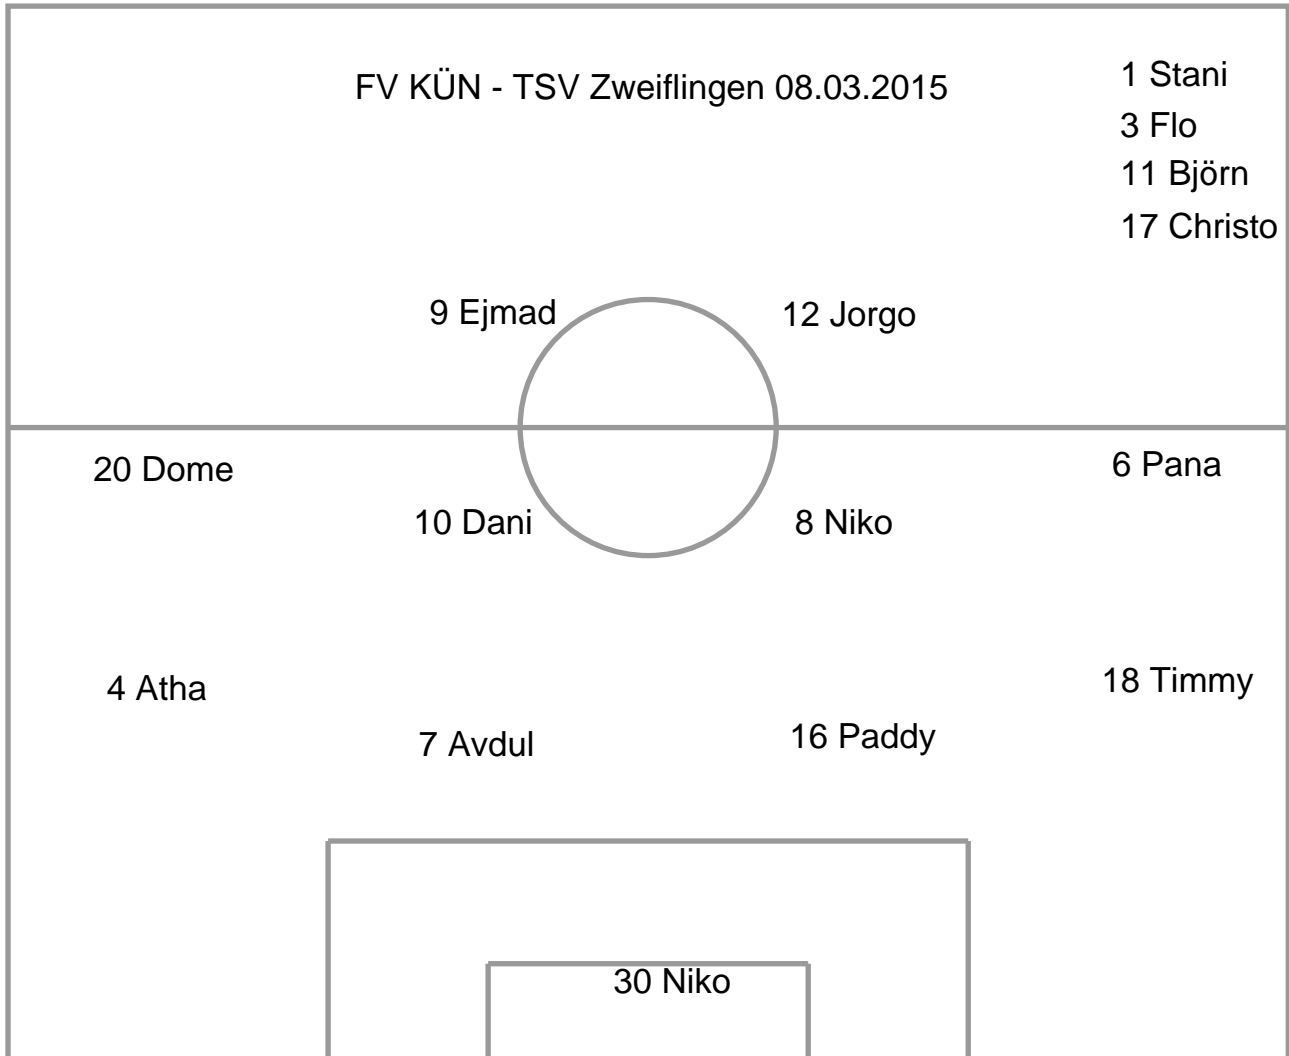 FV KÜN - TSV Zweiflingen 08.03.2015
1 Stani
3 Flo
11 Björn
17 Christo
9 Ejmad
12 Jorgo
20 Dome
6 Pana
10 Dani
8 Niko
4 Atha
18 Timmy
7 Avdul
16 Paddy
30 Niko